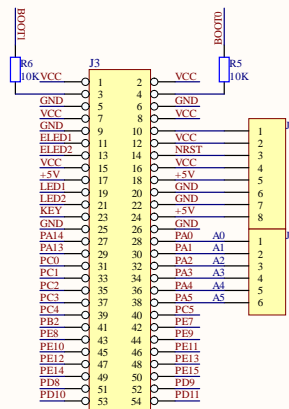 BOOT1
BOOT0
R6
10K
J3
R5
10K
VCC 1 2 VCC
3 4
GND 5 6 GND
VCC 7 8 VCC
GND 9 10 1
ELED1 11 12 VCC 2
ELED2 13 14 NRST 3
VCC 15 16 VCC 4
+5V 17 18 +5V 5
LED1 19 20 GND 6
LED2 21 22 GND 7
KEY 23 24 +5V 8
GND 25 26 GND
J
PA14 27 28 PA0 A0 1
PA13 29 30 PA1 A1 2
PC0 31 32 PA2 A2 3
PC1 33 34 PA3 A3 4
PC2 35 36 PA4 A4 5
PC3 37 38 PA5 A5 6
PC4 39 40 PC5
PB2 41 42 PE7
PE8 43 44 PE9
PE10 45 46 PE11
PE12 47 48 PE13
PE14 49 50 PE15
PD8 51 52 PD9
PD10 53 54 PD11